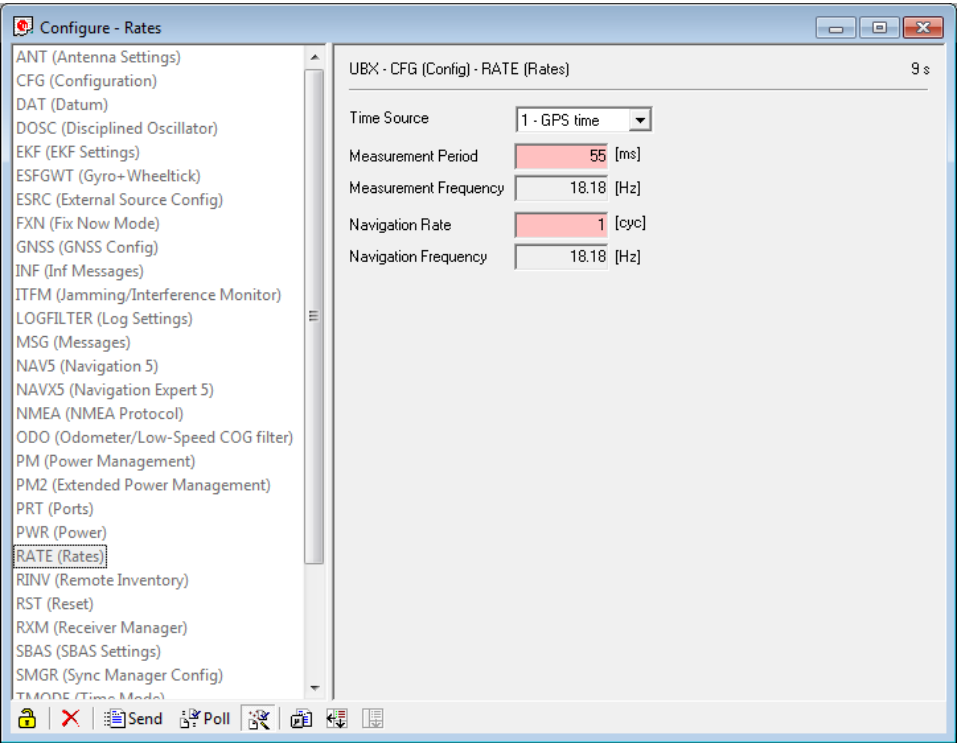 Configure - Rates
ANT (Antenna Settings)
CFG (Configuration)
DAT (Datum)
DOSC (Disciplined Oscillator)
EKF (EKF Settings)
ESFGWT (Gyro+Wheeltick)
ESRC (External Source Config)
FXN (Fix Now Mode)
GNSS (GNSS Config)
INF (Inf Messages)
ITFM (Jamming/Interference Monitor)
LOGFILTER (Log Settings)
MSG (Messages)
NAV5 (Navigation 5)
NAVX5 (Navigation Expert 5)
NMEA (NMEA Protocol)
ODO (Odometer/Low-Speed COG filter)
PM (Power Management)
PM2 (Extended Power Management)
PRT (Ports)
PWR (Power)
RATE (Rates)
RINV (Remote Inventory)
RST (Reset)
RXM (Receiver Manager)
SBAS (SBAS Settings)
SMGR (Sync Manager Config)
TMODE (Time Mode)
UBX - CFG (Config) - RATE (Rates) 9 s
Time Source 1 - GPS time
Measurement Period 55 [ms]
Measurement Frequency 18.18 [Hz]
Navigation Rate 1 [cyc]
Navigation Frequency 18.18 [Hz]
Send Poll